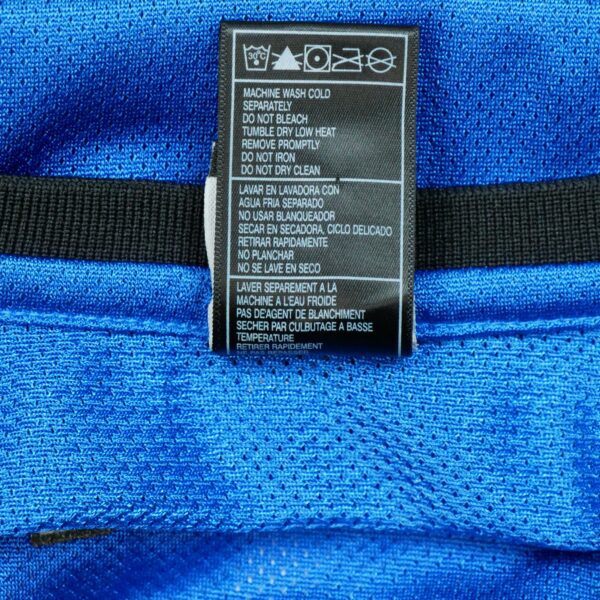 30°C
MACHINE WASH COLD
SEPARATELY
DO NOT BLEACH
TUMBLE DRY LOW HEAT
REMOVE PROMPTLY
DO NOT IRON
DO NOT DRY CLEAN
LAVAR EN LAVADORA CON
AGUA FRIA SEPARADO
NO USAR BLANQUEADOR
SECAR EN SECADORA, CICLO DELICADO
RETIRAR RAPIDAMENTE
NO PLANCHAR
NO SE LAVE EN SECO
LAVER SEPAREMENT A LA
MACHINE A L'EAU FROIDE
PAS DE'AGENT DE BLANCHIMENT
SECHER PAR CULBUTAGE A BASSE
TEMPERATURE
RETIRER RAPIDEMENT